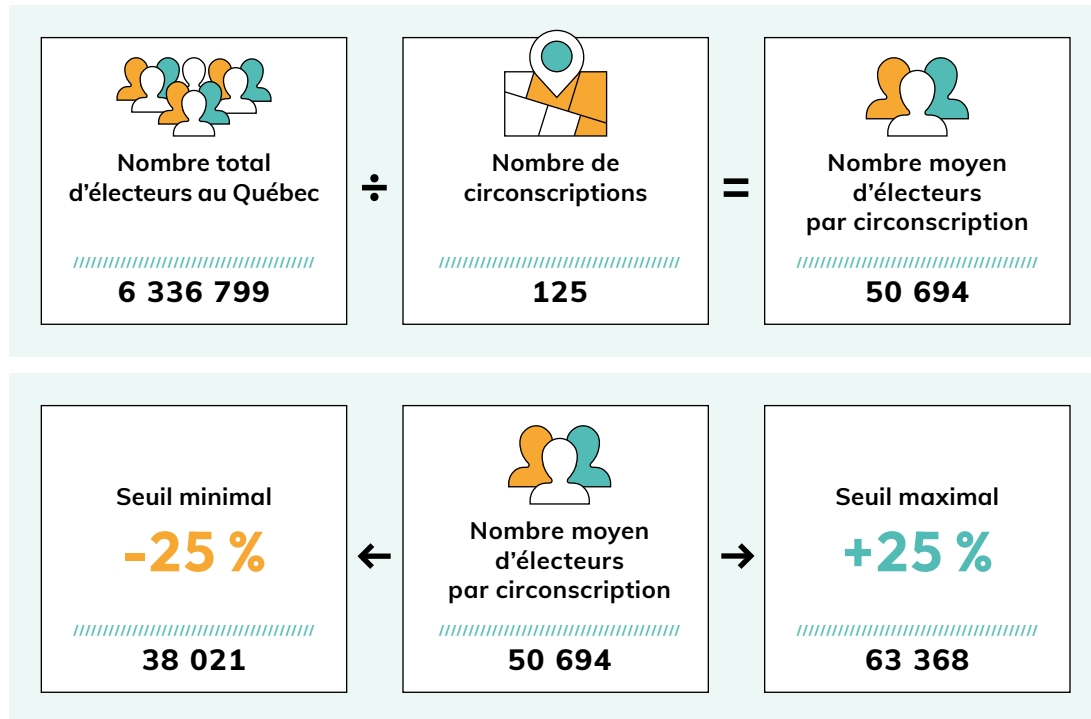 Nombre total
d'électeurs au Québec
6 336 799
÷
Nombre de
circonscriptions
125
=
Nombre moyen
d'électeurs
par circonscription
50 694
Seuil minimal
-25 %
38 021
←
Nombre moyen
d'électeurs
par circonscription
50 694
→
Seuil maximal
+25 %
63 368